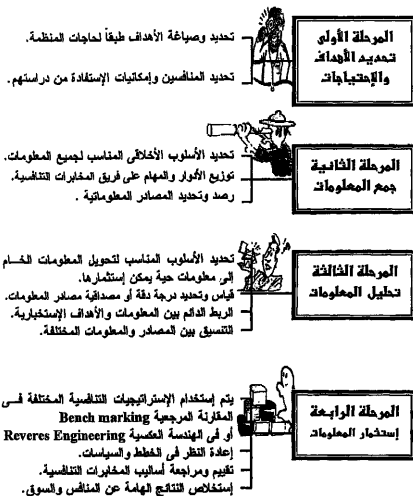 المرحلة الأولى
تحديد الأهداف
والإحتياجات
تحديد وصياغة الأهداف طبقاً لحاجات المنظمة.
تحديد المنافسين وإمكانيات الإستفادة من دراستهم.
المرحلة الثانية
جمع المعلومات
تحديد الأسلوب الأخلاقى المناسب لجميع المعلومات.
توزيع الأدوار والمهام على فريق المخابرات التنافسية.
رصد وتحديد المصادر المعلوماتية .
المرحلة الثالثة
تحليل المعلومات
تحديد الأسلوب المناسب لتحويل المعلومات الخام
إلى معلومات حية يمكن إستثمارها.
قياس وتحديد درجة دقة أو مصداقية مصادر المعلومات.
الربط الدائم بين المعلومات والأهداف الإستخبارية.
التنسيق بين المصادر والمعلومات المختلفة.
المرحلة الرابعة
إستثمار المعلومات
يتم إستخدام الإستراتيجيات التنافسية المختلفة فى
المقارنة المرجعية Bench marking
أو فى الهندسة العكسية Reveres Engineering
إعادة النظر فى الخطط والسياسات.
تقييم ومراجعة أساليب المخابرات التنافسية.
إستخلاص النتائج الهامة عن المنافس والسوق.